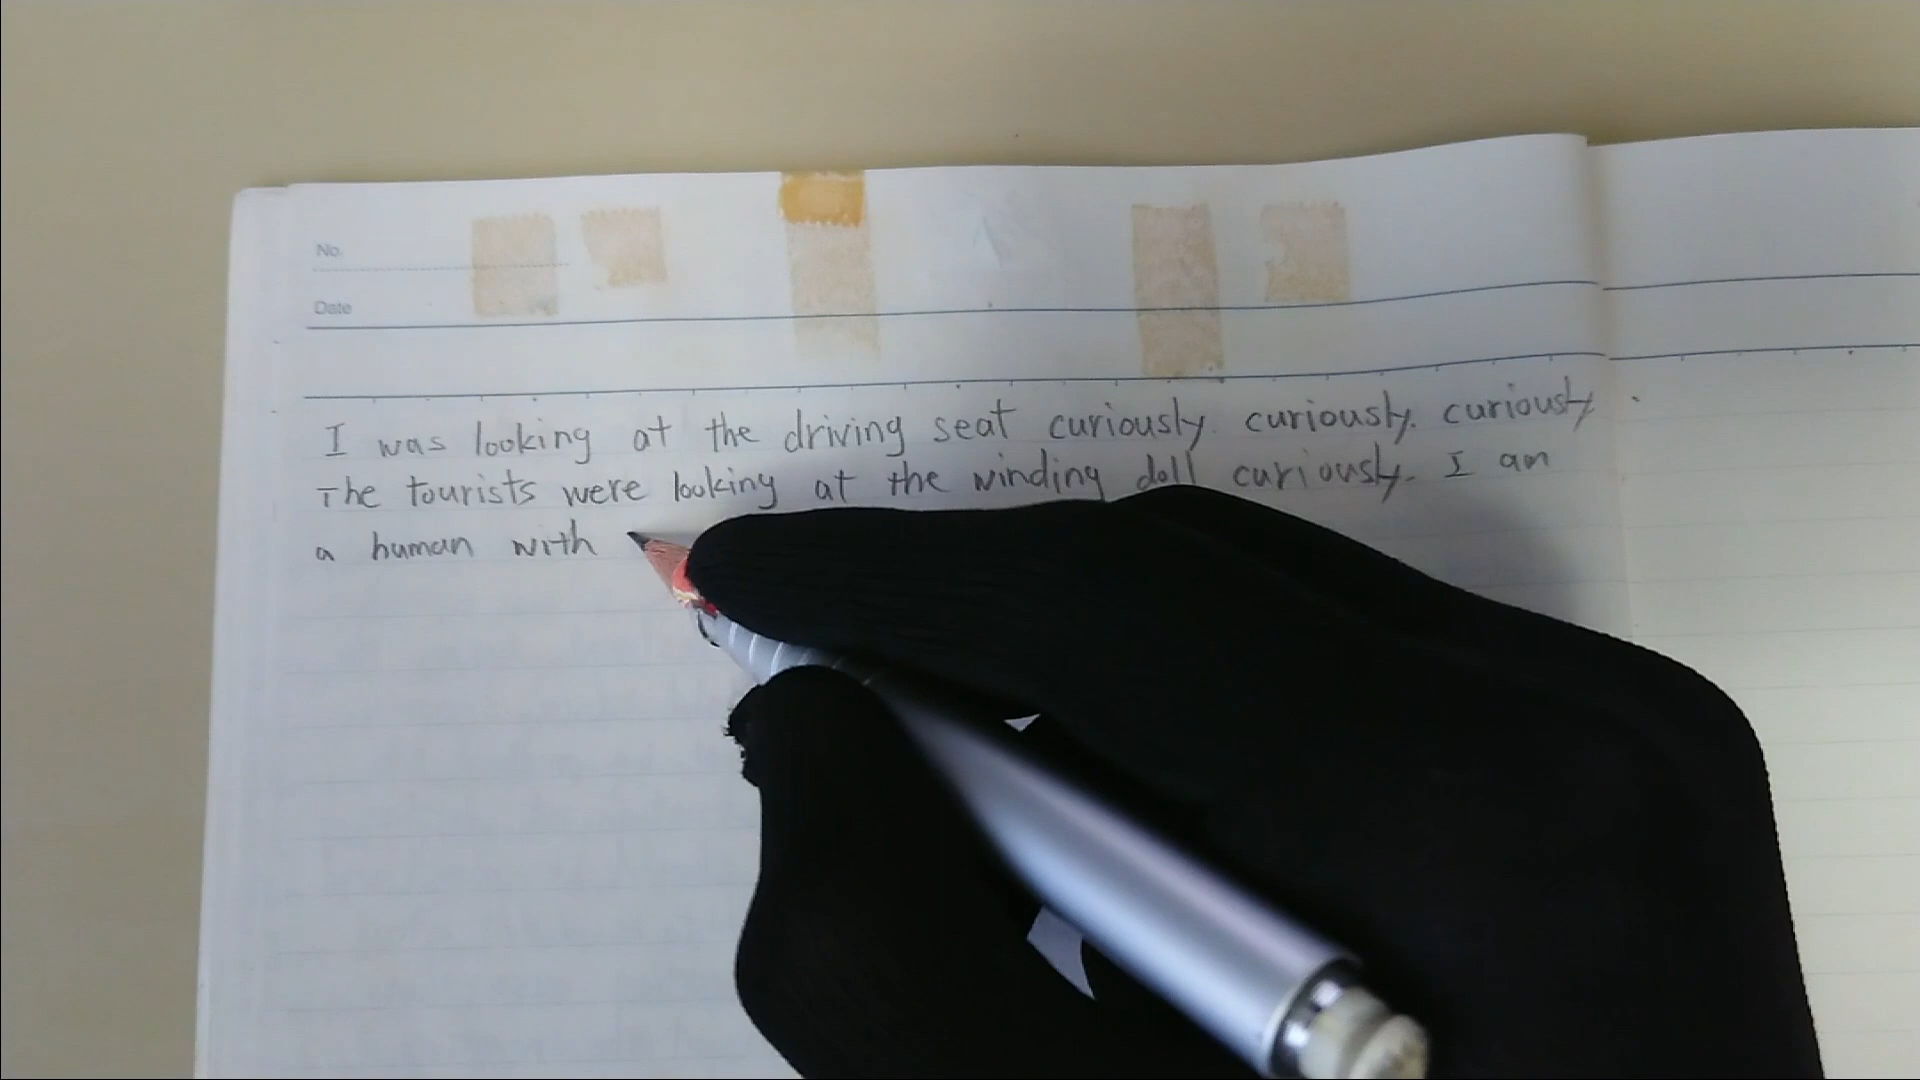 No.
Date
I was looking at the driving seat curiously. curiously. curiously.
The tourists were looking at the winding doll curiously. I am
a human with